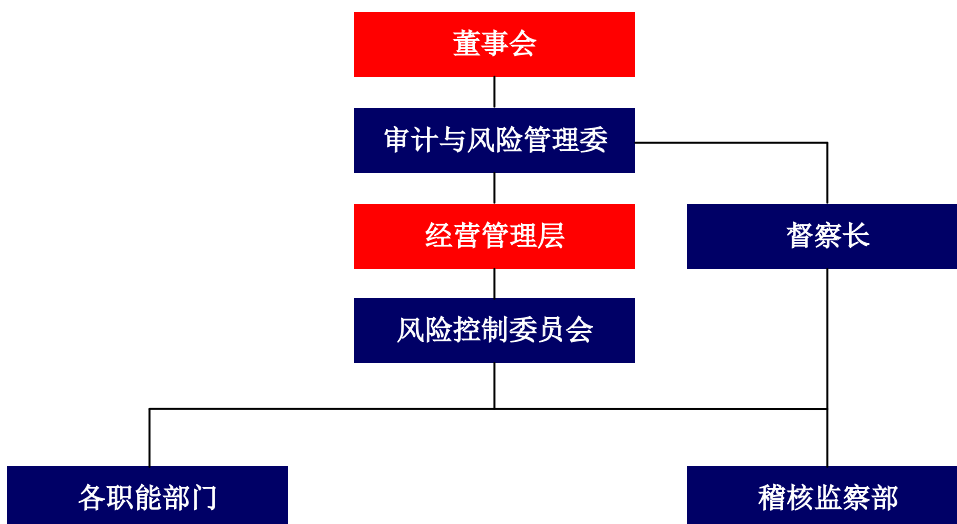 董事会
审计与风险管理委
经营管理层
督察长
风险控制委员会
各职能部门
稽核监察部